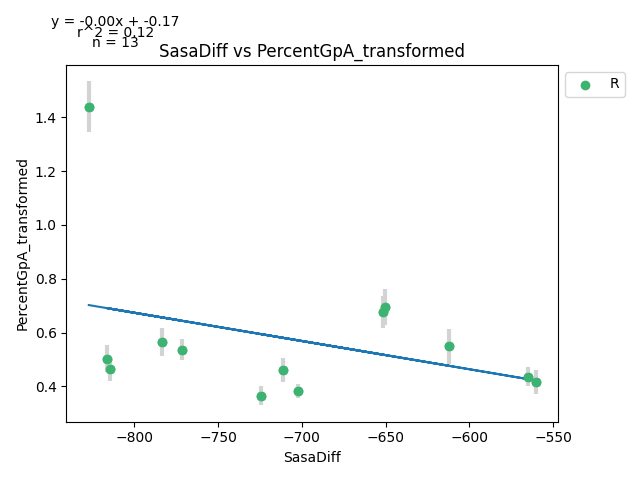 y = -0.00x + -0.17
r^2 = 0.12
n = 13
SasaDiff vs PercentGpA_transformed
R
PercentGpA_transformed
1.4
1.2
1.0
0.8
0.6
0.4
−800
−750
−700
−650
−600
−550
SasaDiff